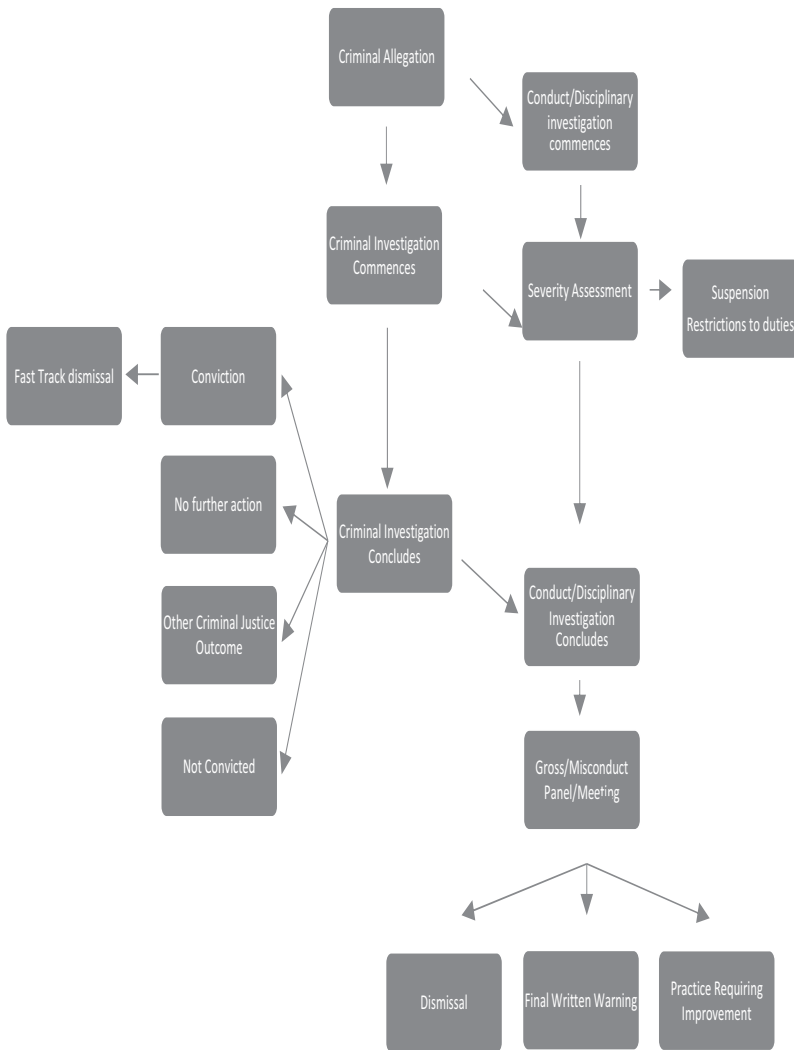 Criminal Allegation
Conduct/Disciplinary
investigation
commences
Criminal Investigation
Commences
Severity Assessment
Suspension
Restrictions to duties
Fast Track dismissal
Conviction
No further action
Criminal Investigation
Concludes
Other Criminal Justice
Outcome
Conduct/Disciplinary
Investigation
Concludes
Not Convicted
Gross/Misconduct
Panel/Meeting
Dismissal
Final Written Warning
Practice Requiring
Improvement